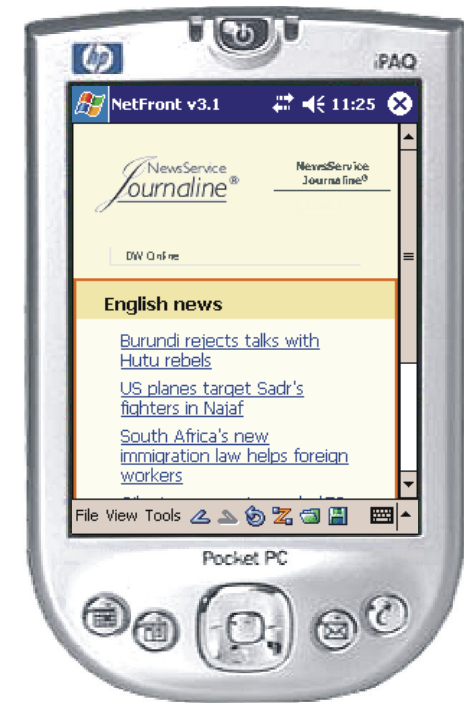 hp
iPAQ
NetFront v3.1 11:25
NewsService
Journaline®
NewsService
Journaline®
DW Online
English news
Burundi rejects talks with
Hutu rebels
US planes target Sadr's
fighters in Najaf
South Africa's new
immigration law helps foreign
workers
File View Tools
Pocket PC